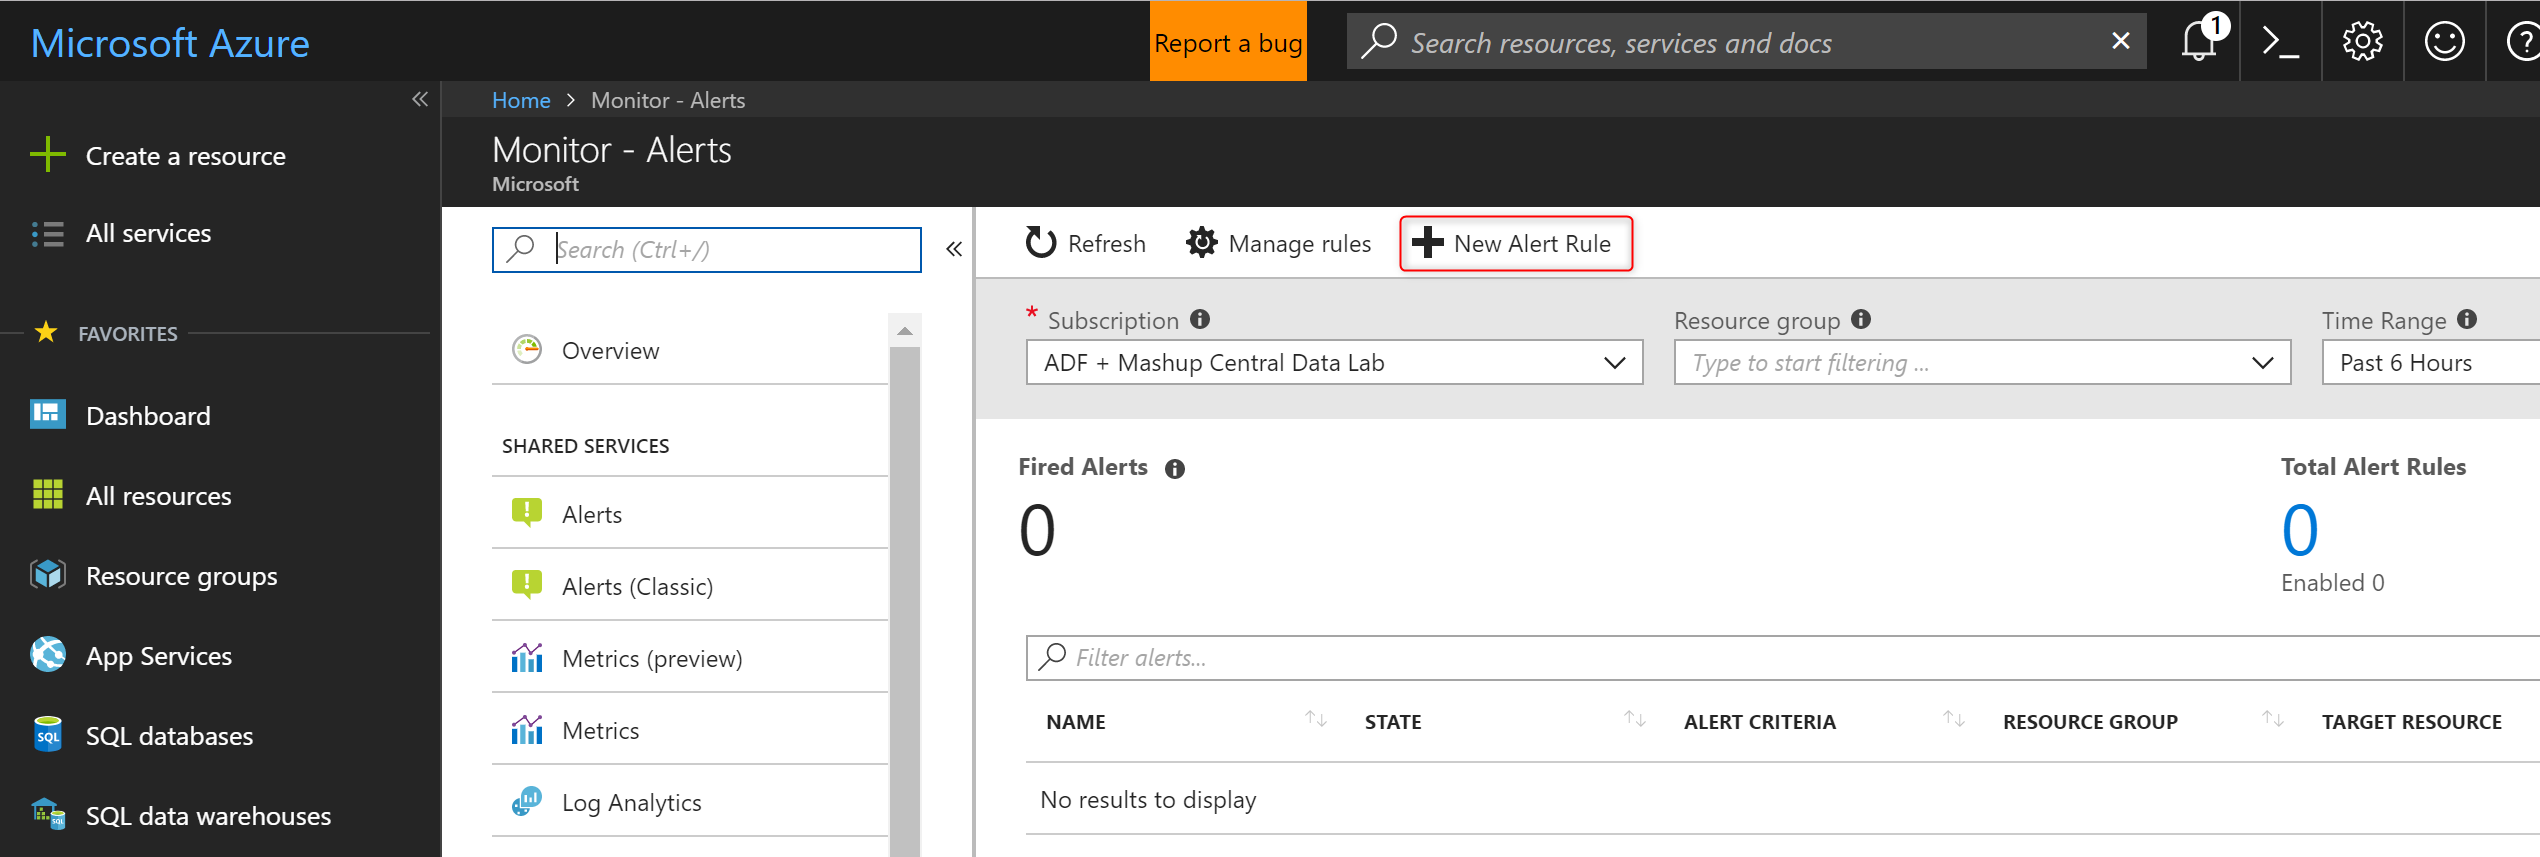 Microsoft Azure
Report a bug
Search resources, services and docs
1
Home > Monitor - Alerts
Monitor - Alerts
Microsoft
Create a resource
All services
FAVORITES
Dashboard
All resources
Resource groups
App Services
SQL databases
SQL data warehouses
Search (Ctrl+/)
Overview
SHARED SERVICES
Alerts
Alerts (Classic)
Metrics (preview)
Metrics
Log Analytics
Refresh
Manage rules
New Alert Rule
* Subscription
ADF + Mashup Central Data Lab
Resource group
Type to start filtering ...
Time Range
Past 6 Hours
Fired Alerts
0
Total Alert Rules
0
Enabled 0
Filter alerts...
NAME STATE ALERT CRITERIA RESOURCE GROUP TARGET RESOURCE
No results to display